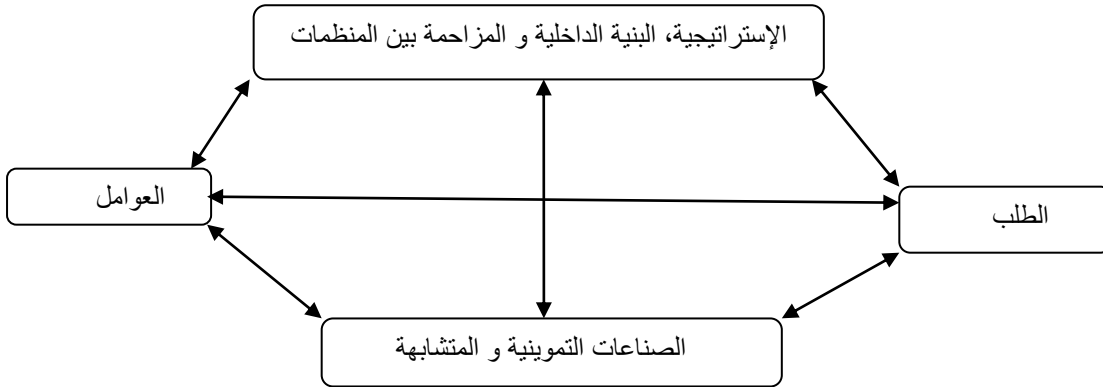 الإستراتيجية، البنية الداخلية و المزاحمة بين المنظمات
العوامل
الطلب
الصناعات التموينية و المتشابهة